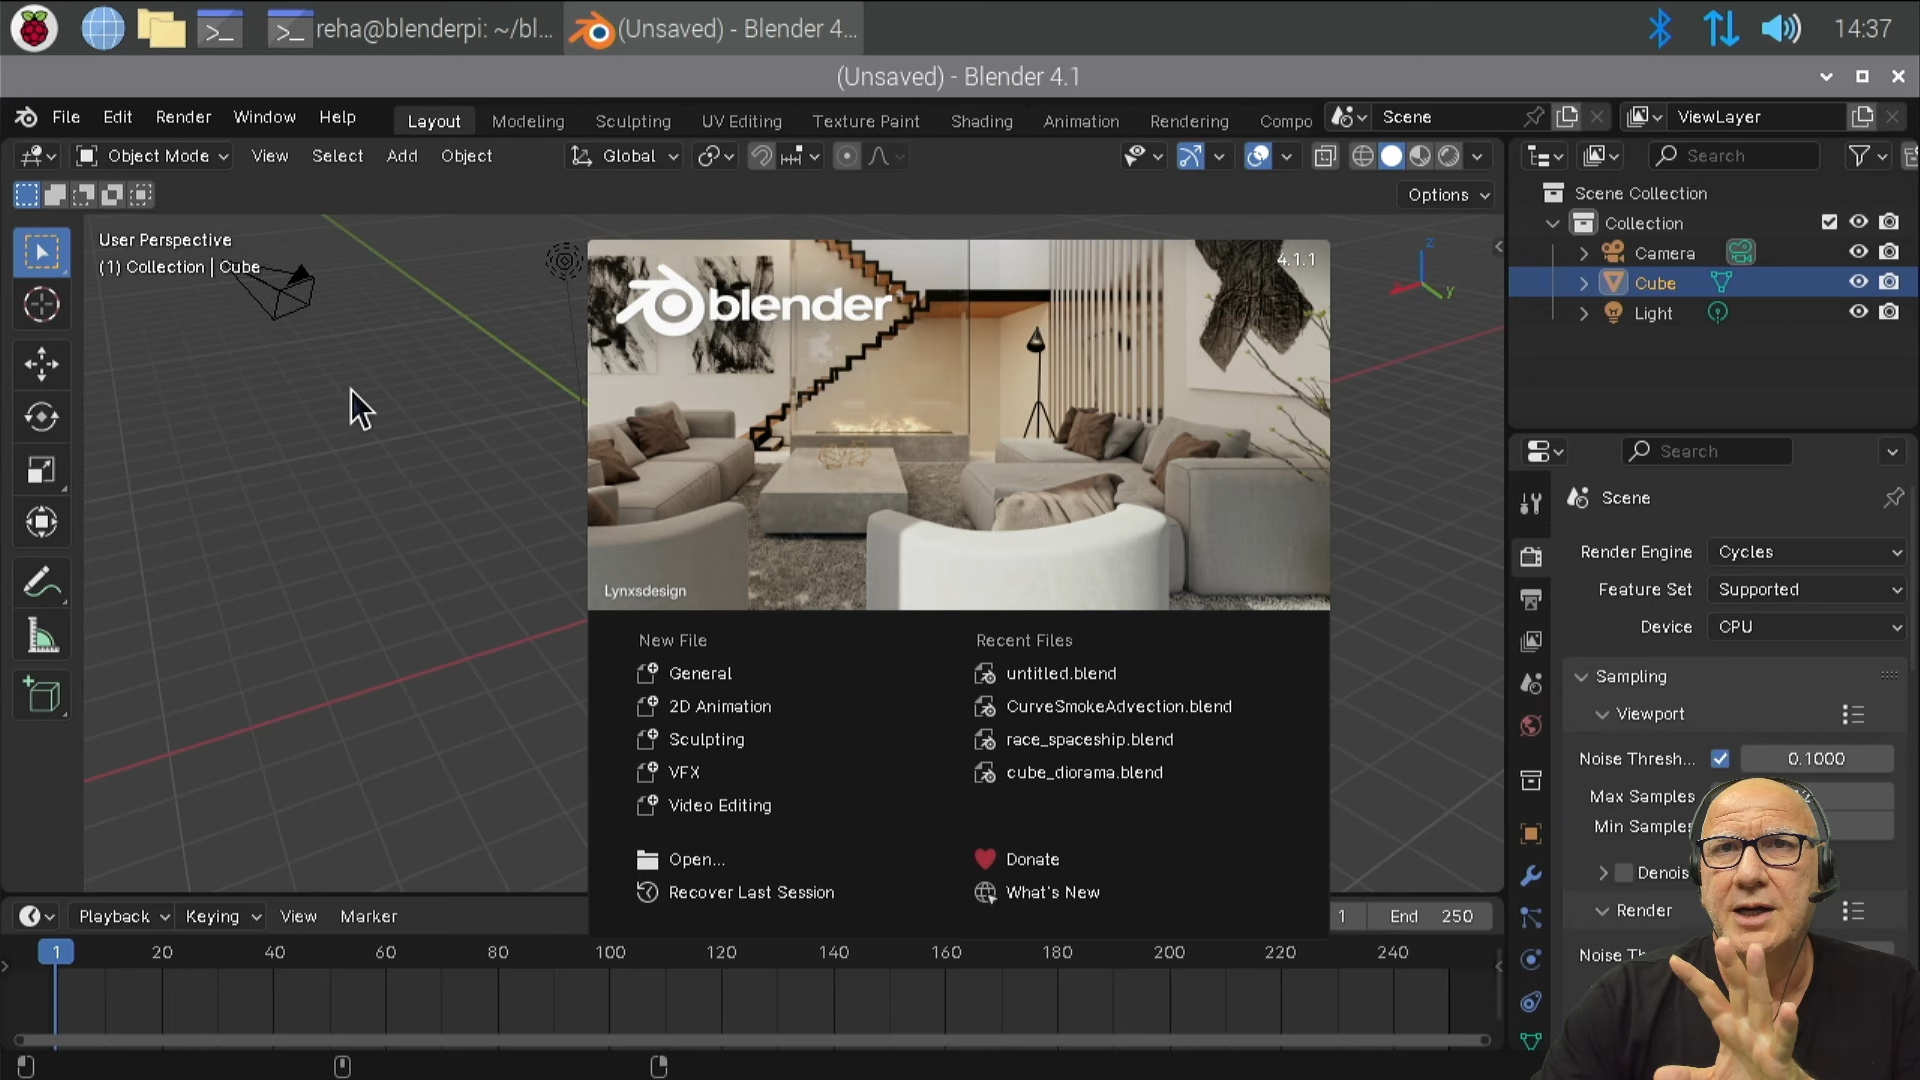 reha@blenderpi: ~/bl...
(Unsaved) - Blender 4...
14:37
(Unsaved) - Blender 4.1
File Edit Render Window Help
Layout Modeling Sculpting UV Editing Texture Paint Shading Animation Rendering Compo
Scene
ViewLayer
Object Mode View Select Add Object
Global
Search
Options
User Perspective
(1) Collection | Cube
Z
Y
Scene Collection
Collection
Camera
Cube
Light
4.1.1
blender
Lynxsdesign
New File
General
2D Animation
Sculpting
VFX
Video Editing
Open...
Recover Last Session
Recent Files
untitled.blend
CurveSmokeAdvection.blend
race_spaceship.blend
cube_diorama.blend
Donate
What's New
Search
Scene
Render Engine Cycles
Feature Set Supported
Device CPU
Sampling
Viewport
Noise Thresh... 0.1000
Max Samples
Min Samples
Denois
Render
Noise Th
Playback Keying View Marker
1 End 250
1 20 40 60 80 100 120 140 160 180 200 220 240